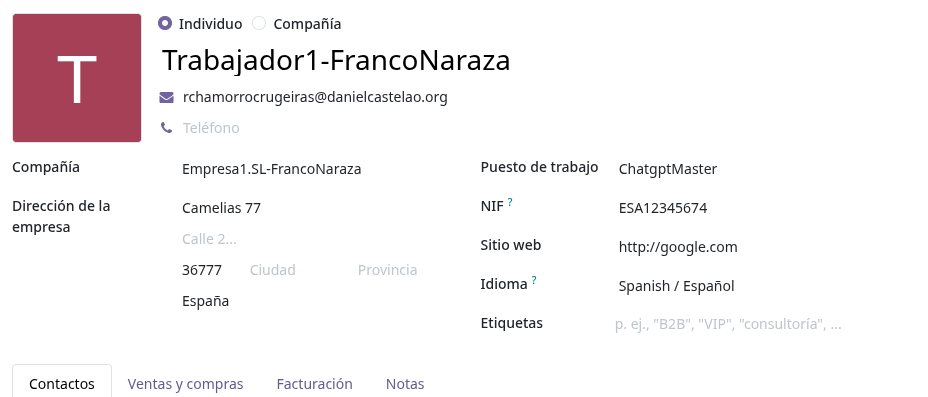 T
Individuo Compañía
Trabajador1-FrancoNaraza
rchamorrocrugeiras@danielcastelao.org
Teléfono
Compañía Empresa1.SL-FrancoNaraza
Dirección de la empresa
Camelias 77
Calle 2...
36777 Ciudad Provincia
España
Puesto de trabajo ChatgptMaster
NIF ? ESA12345674
Sitio web http://google.com
Idioma ? Spanish / Español
Etiquetas p. ej., "B2B", "VIP", "consultoría", ...
Contactos Ventas y compras Facturación Notas